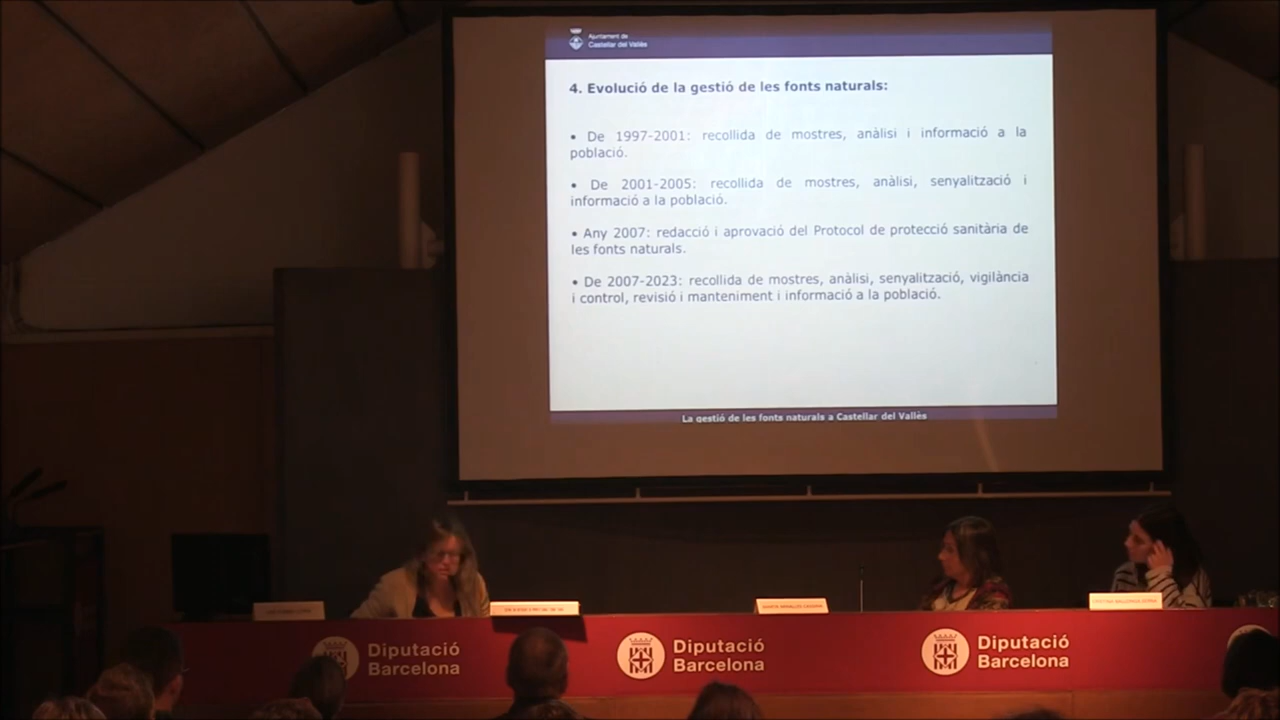 Ajuntament de
Castellar del Vallès
4. Evolució de la gestió de les fonts naturals:
• De 1997-2001: recollida de mostres, anàlisi i informació a la
població.
• De 2001-2005: recollida de mostres, anàlisi, senyalització i
informació a la població.
• Any 2007: redacció i aprovació del Protocol de protecció sanitària de
les fonts naturals.
• De 2007-2023: recollida de mostres, anàlisi, senyalització, vigilància
i control, revisió i manteniment i informació a la població.
La gestió de les fonts naturals a Castellar del Vallès
Diputació
Barcelona
Diputació
Barcelona
Diputació
Barcelona